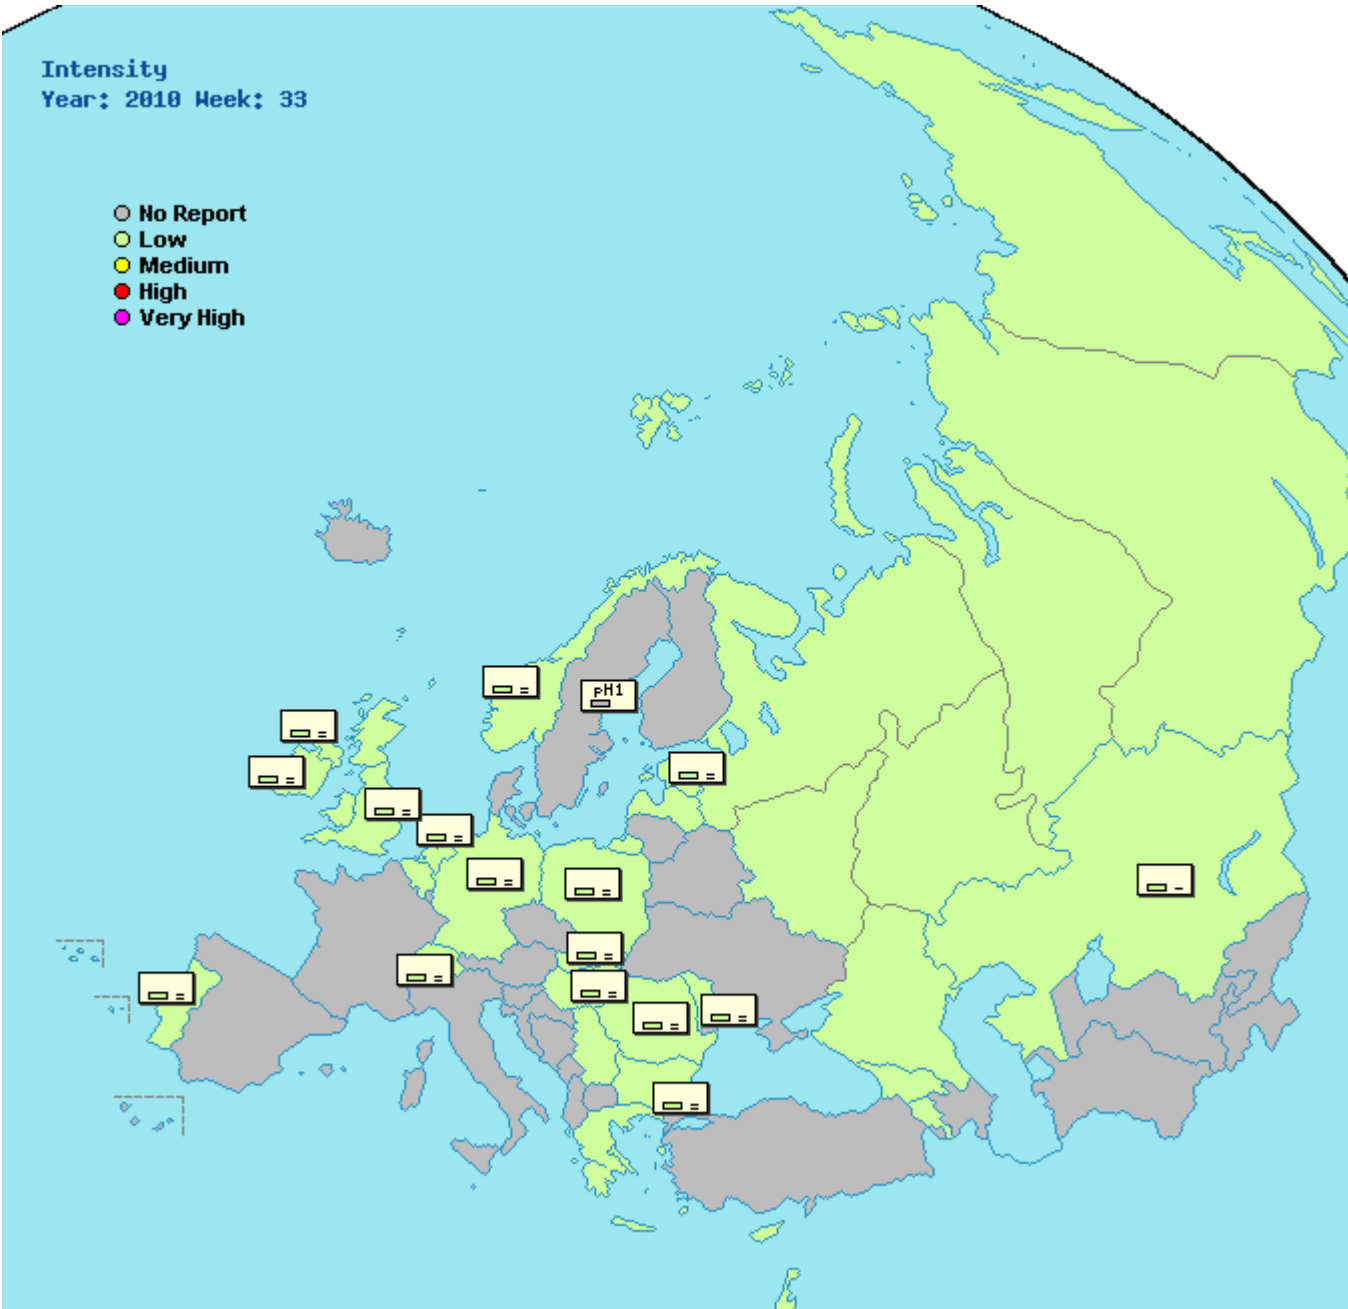 Intensity
Year: 2010 Week: 33
No Report
Low
Medium
High
Very High
pH1